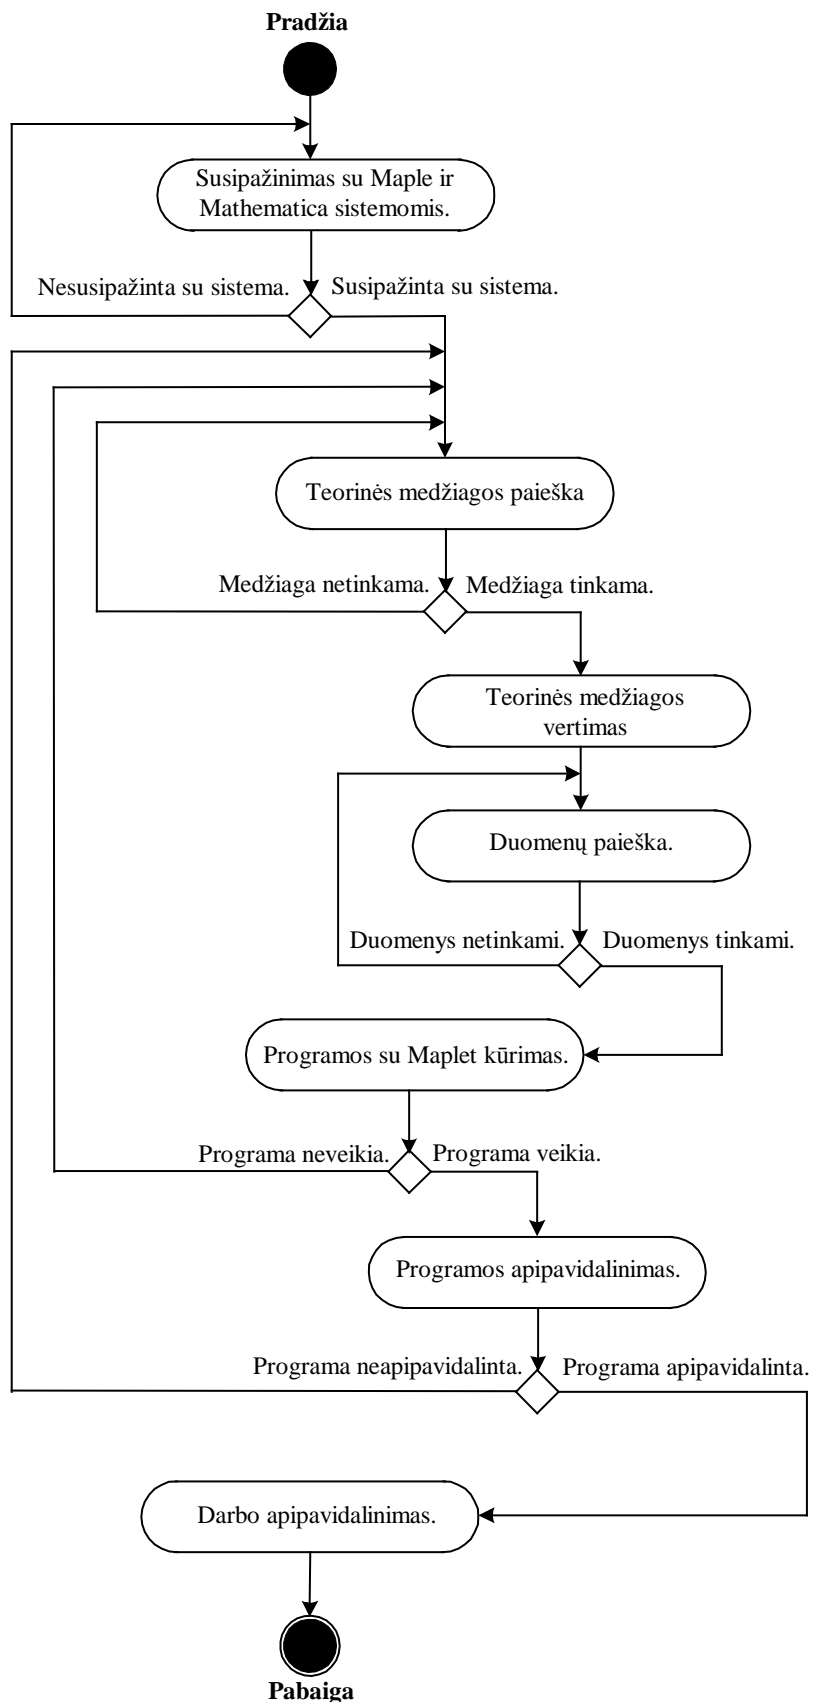 Pradžia
Susipažinimas su Maple ir
Mathematica sistemomis.
Nesusipažinta su sistema.
Susipažinta su sistema.
Teorinės medžiagos paieška
Medžiaga netinkama.
Medžiaga tinkama.
Teorinės medžiagos
vertimas
Duomenų paieška.
Duomenys netinkami.
Duomenys tinkami.
Programos su Maplet kūrimas.
Programa neveikia.
Programa veikia.
Programos apipavidalinimas.
Programa neapipavidalinta.
Programa apipavidalinta.
Darbo apipavidalinimas.
Pabaiga